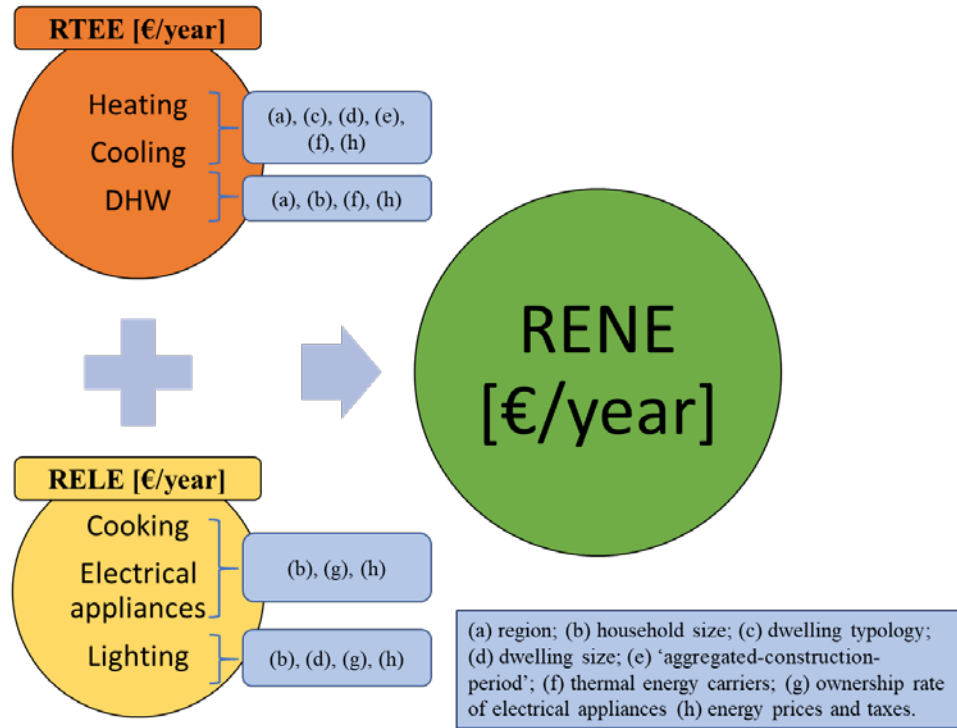 RTEE [€/year]
Heating
Cooling
(a), (c), (d), (e),
(f), (h)
DHW
(a), (b), (f), (h)
RENE
[€/year]
RELE [€/year]
Cooking
Electrical
appliances
(b), (g), (h)
Lighting
(b), (d), (g), (h)
(a) region; (b) household size; (c) dwelling typology;
(d) dwelling size; (e) ‘aggregated-construction-
period’; (f) thermal energy carriers; (g) ownership rate
of electrical appliances (h) energy prices and taxes.